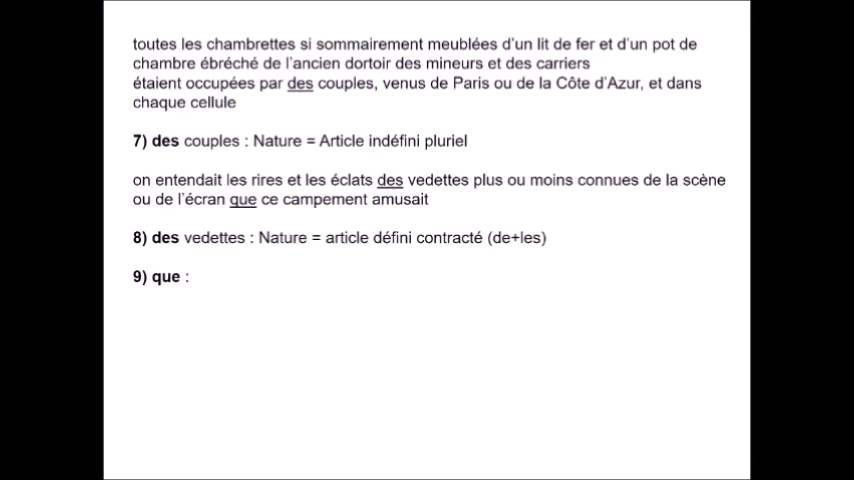 toutes les chambrettes si sommairement meublées d'un lit de fer et d'un pot de
chambre ébréché de l'ancien dortoir des mineurs et des carriers
étaient occupées par des couples, venus de Paris ou de la Côte d'Azur, et dans
chaque cellule
7) des couples : Nature = Article indéfini pluriel
on entendait les rires et les éclats des vedettes plus ou moins connues de la scène
ou de l'écran que ce campement amusait
8) des vedettes : Nature = article défini contracté (de+les)
9) que :